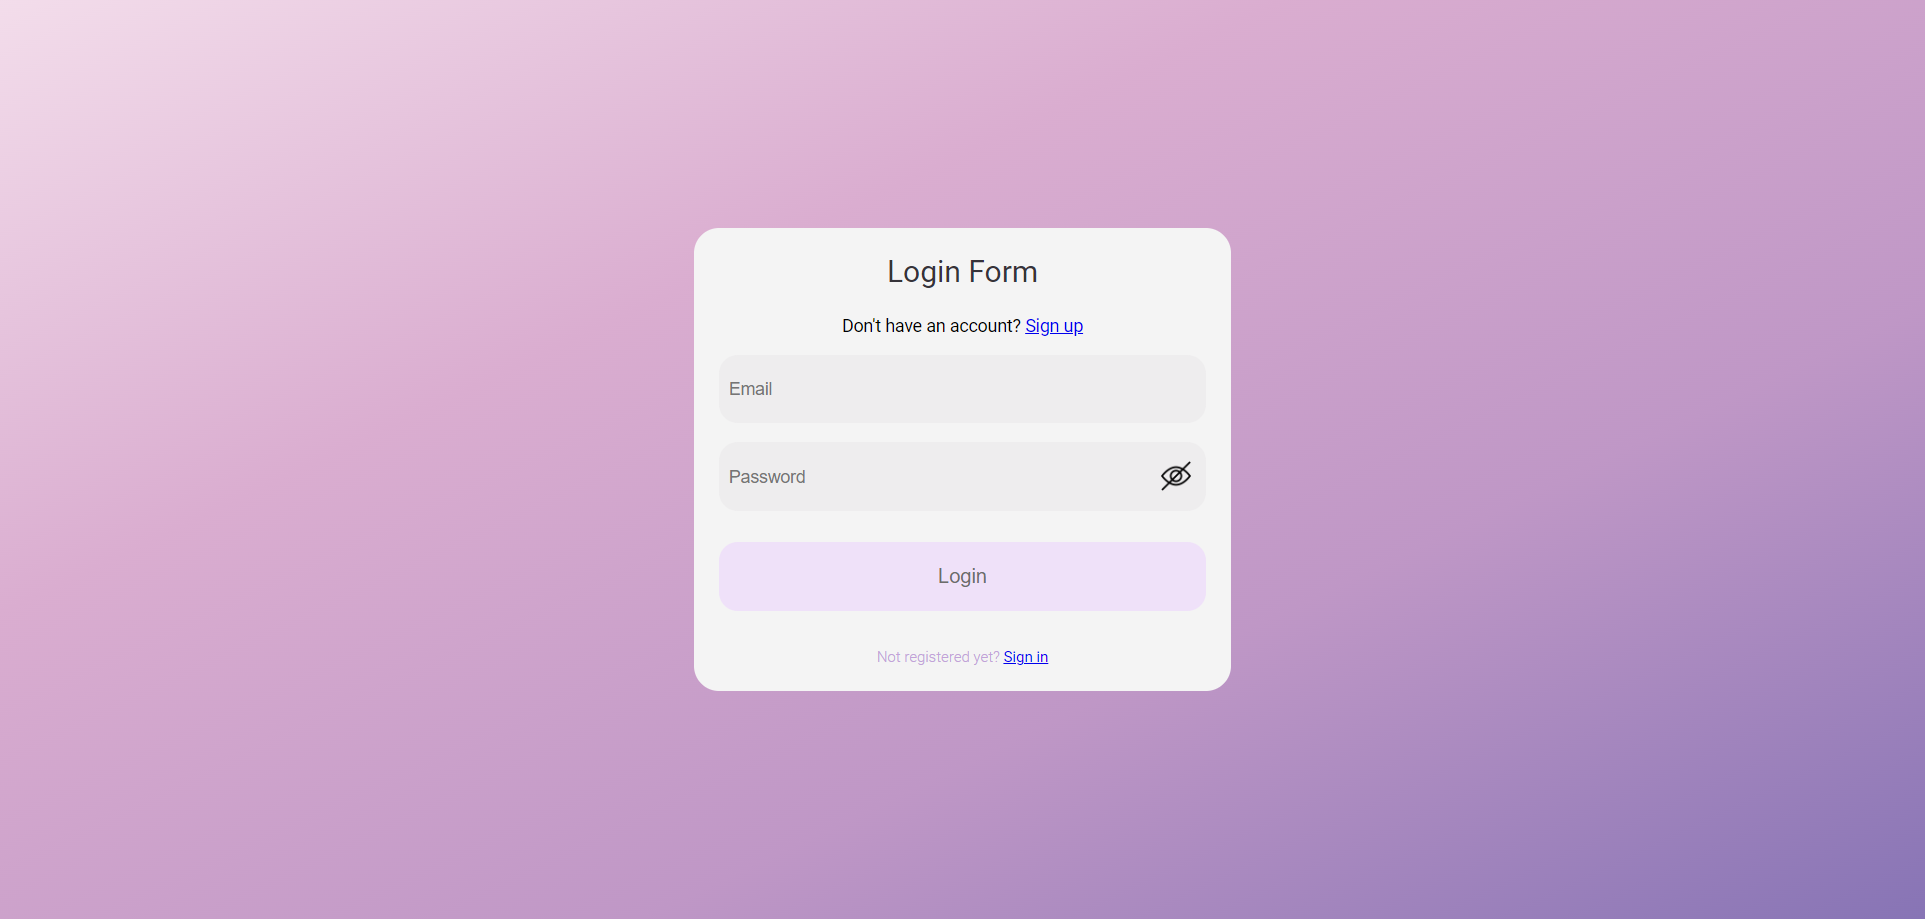 Login Form
Don't have an account? Sign up
Email
Password
Login
Not registered yet? Sign in